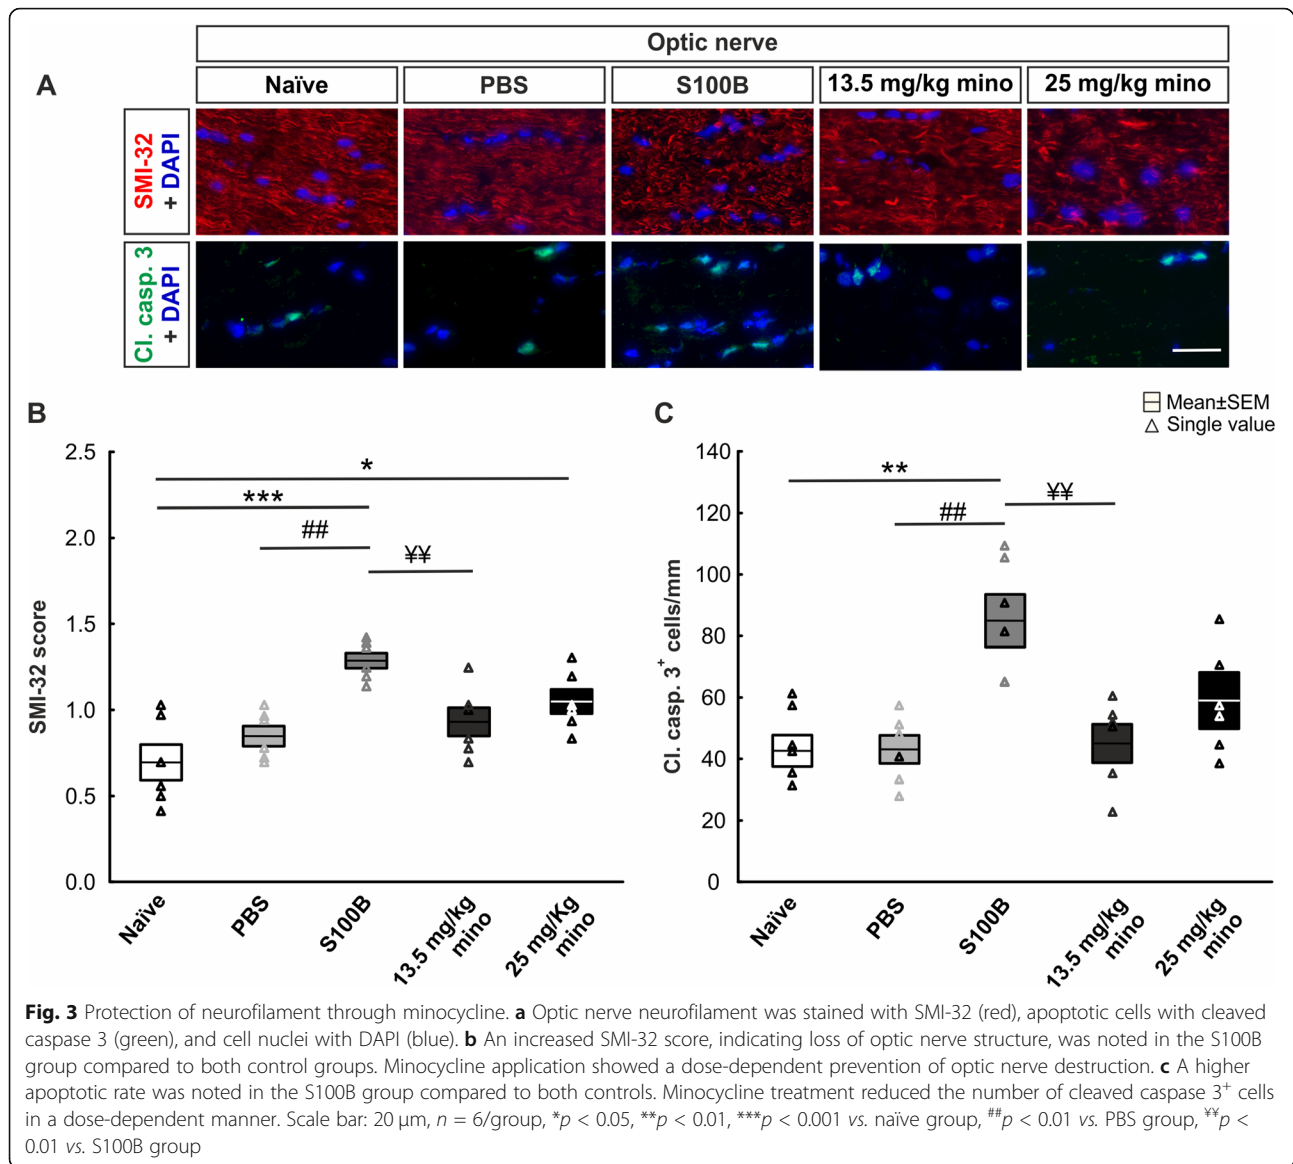 Optic nerve
A
Naïve PBS S100B 13.5 mg/kg mino 25 mg/kg mino
SMI-32
+ DAPI
Cl. casp. 3
+ DAPI
B
C
Mean±SEM
Single value
SMI-32 score
2.5
2.0
1.5
1.0
0.5
0.0
*
***
##
¥¥
Naïve
PBS
S100B
13.5 mg/kg
mino
25 mg/Kg
mino
Cl. casp. 3⁺ cells/mm
140
120
100
80
60
40
20
0
**
##
¥¥
Naïve
PBS
S100B
13.5 mg/kg
mino
25 mg/kg
mino
Fig. 3 Protection of neurofilament through minocycline. a Optic nerve neurofilament was stained with SMI-32 (red), apoptotic cells with cleaved
caspase 3 (green), and cell nuclei with DAPI (blue). b An increased SMI-32 score, indicating loss of optic nerve structure, was noted in the S100B
group compared to both control groups. Minocycline application showed a dose-dependent prevention of optic nerve destruction. c A higher
apoptotic rate was noted in the S100B group compared to both controls. Minocycline treatment reduced the number of cleaved caspase 3⁺ cells
in a dose-dependent manner. Scale bar: 20 μm, n = 6/group, *p < 0.05, **p < 0.01, ***p < 0.001 vs. naïve group, ##p < 0.01 vs. PBS group, ¥¥p <
0.01 vs. S100B group